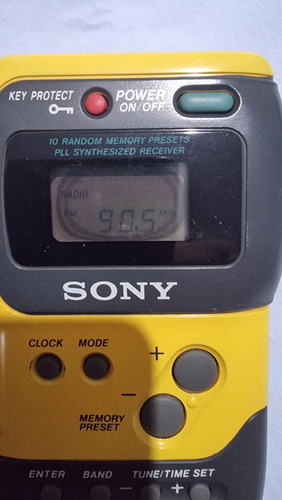 KEY PROTECT POWER
ON/OFF
10 RANDOM MEMORY PRESETS
PLL SYNTHESIZED RECEIVER
RADIO
FM 90.5 MHz
SONY
CLOCK MODE
+
−
MEMORY
PRESET
ENTER BAND TUNE/TIME SET
− +